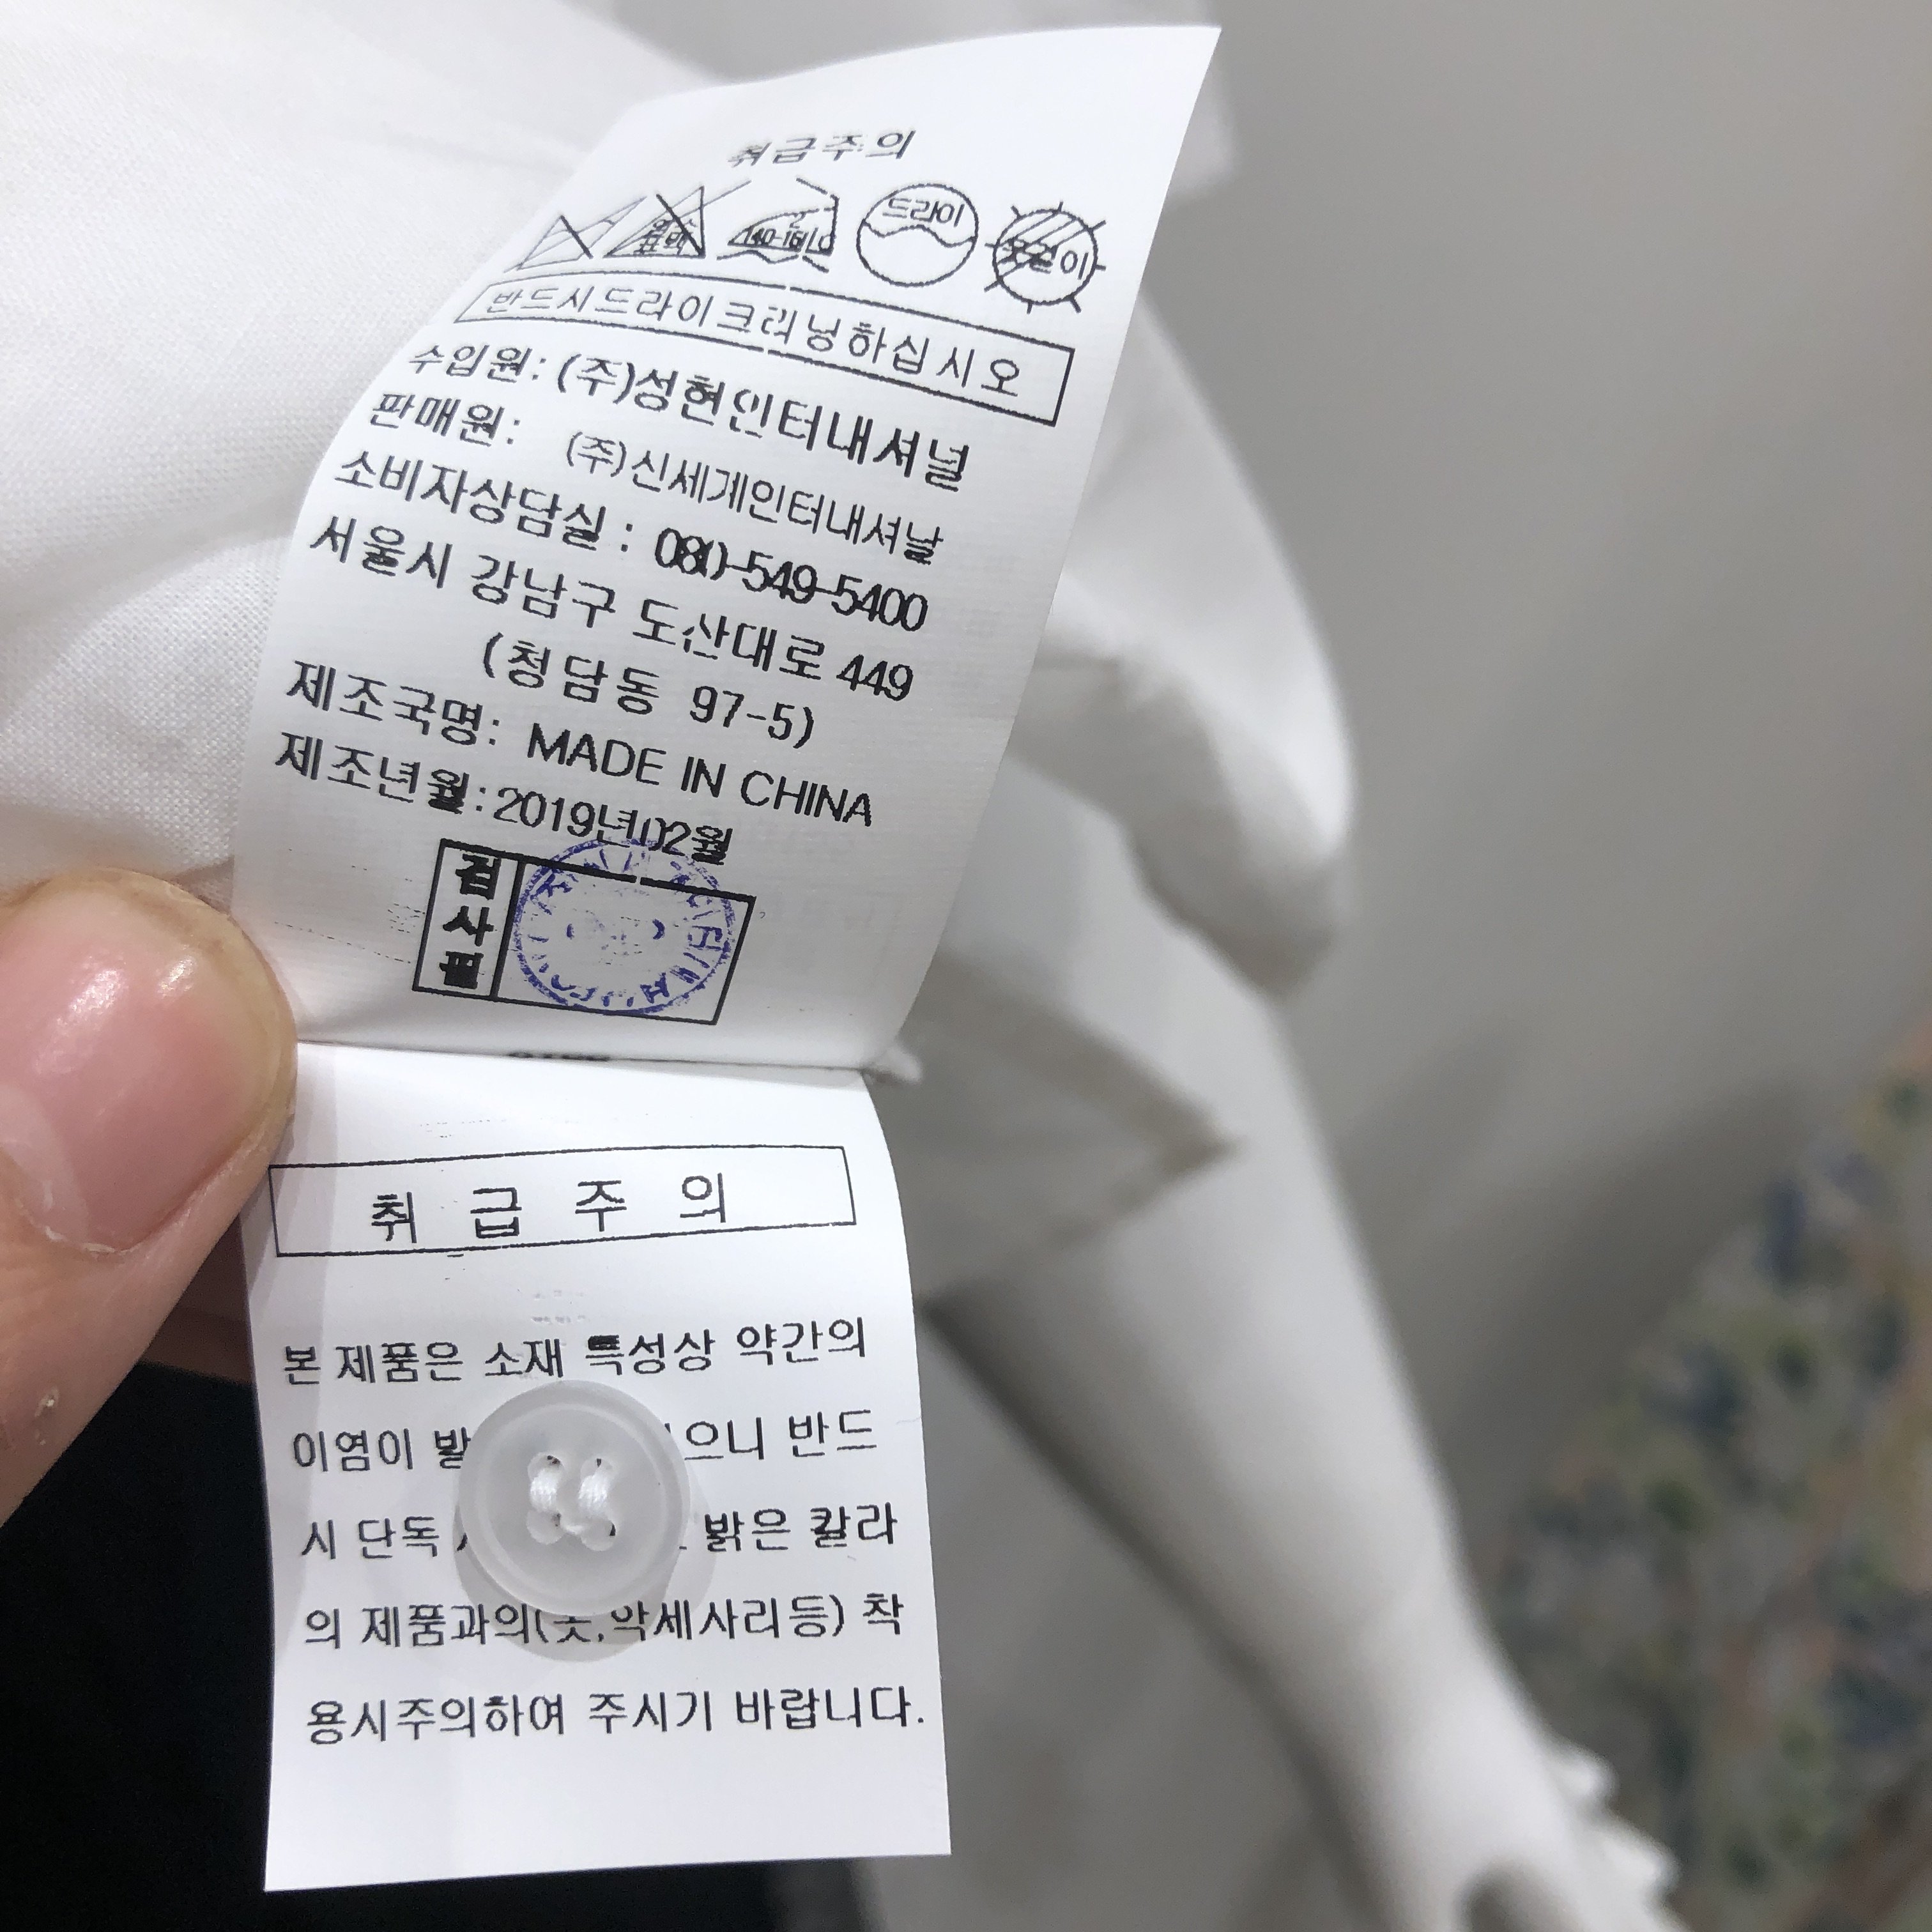 취급주의
드라이
옷걸이
반드시드라이크리닝하십시오
수입원: (주)성현인터내셔널
판매원: (주)신세계인터내셔날
소비자상담실 : 080-549-5400
서울시 강남구 도산대로 449
(청담동 97-5)
제조국명: MADE IN CHINA
제조년월:2019년02월
검사필
취급주의
본 제품은 소재 특성상 약간의
이염이 으니 반드
시 단독 밝은 칼라
의 제품과의( ,악세사리등) 착
용시주의하여 주시기 바랍니다.